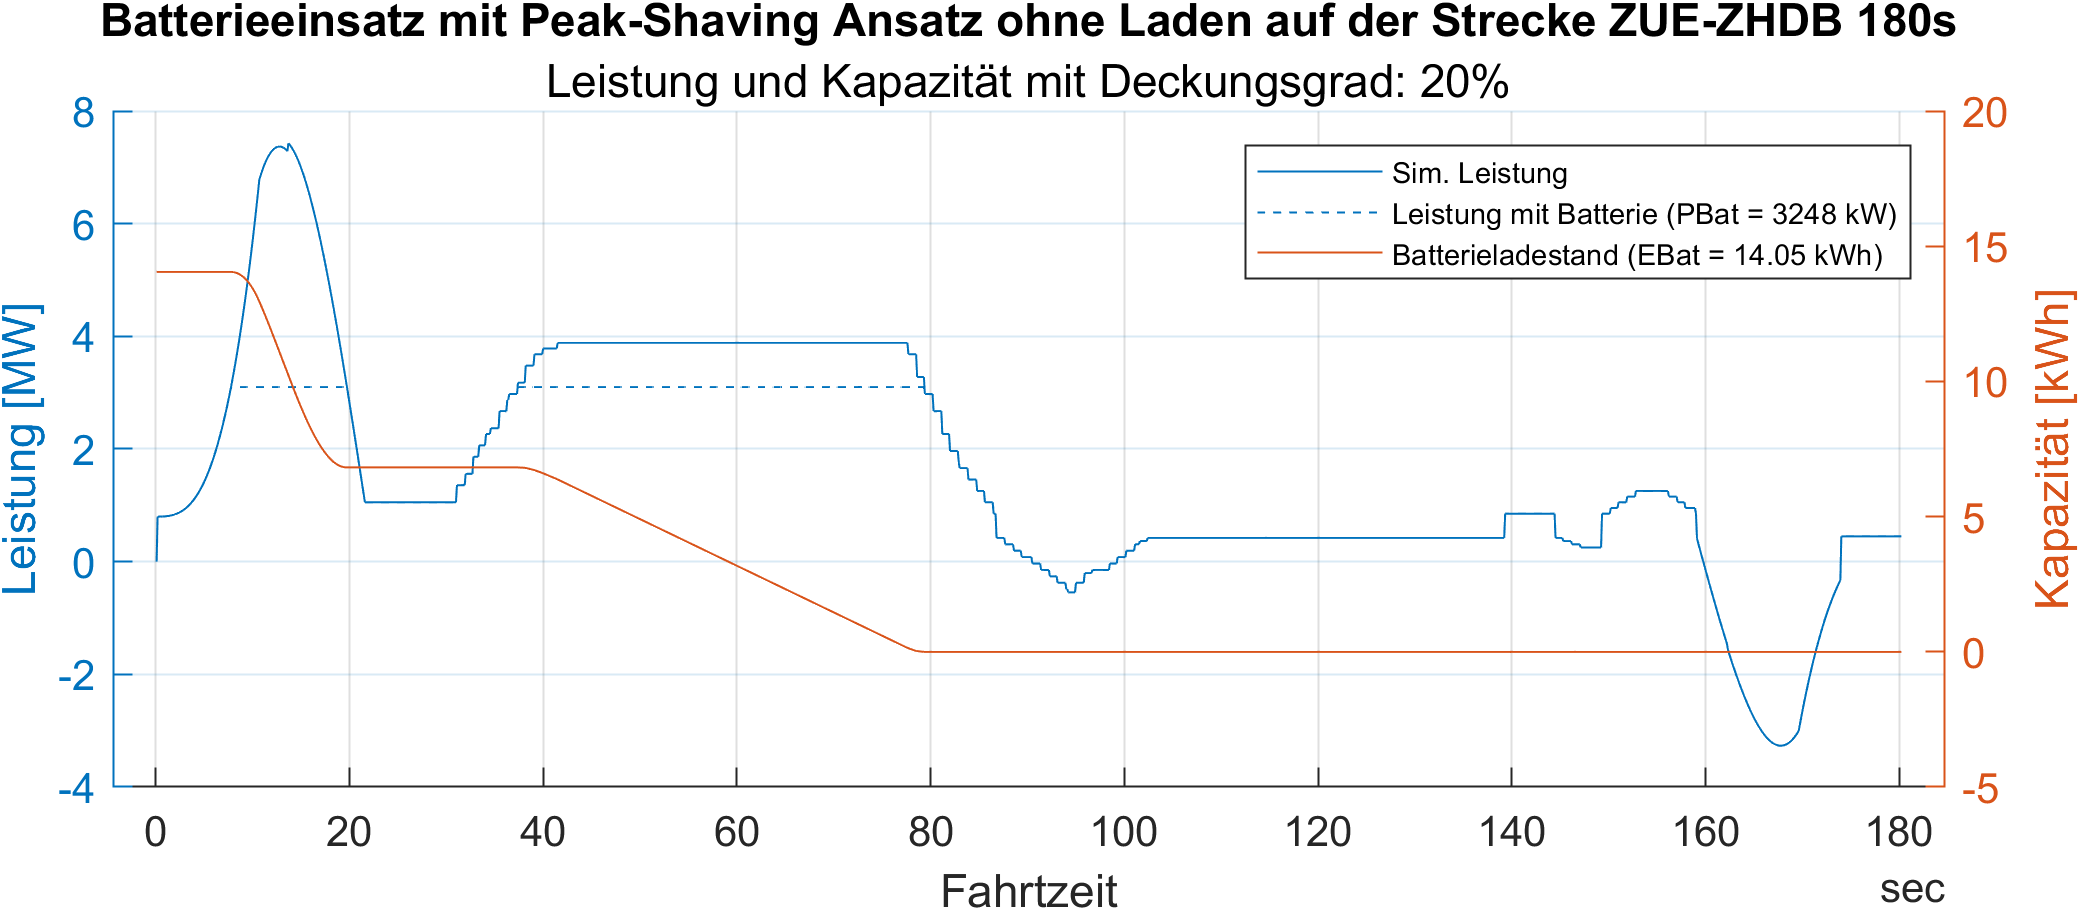 Batterieeinsatz mit Peak-Shaving Ansatz ohne Laden auf der Strecke ZUE-ZHDB 180s
Leistung und Kapazität mit Deckungsgrad: 20%
8
6
4
2
0
-2
-4
Leistung [MW]
Sim. Leistung
Leistung mit Batterie (PBat = 3248 kW)
Batterieladestand (EBat = 14.05 kWh)
20
15
10
5
0
-5
Kapazität [kWh]
0 20 40 60 80 100 120 140 160 180
Fahrtzeit
sec